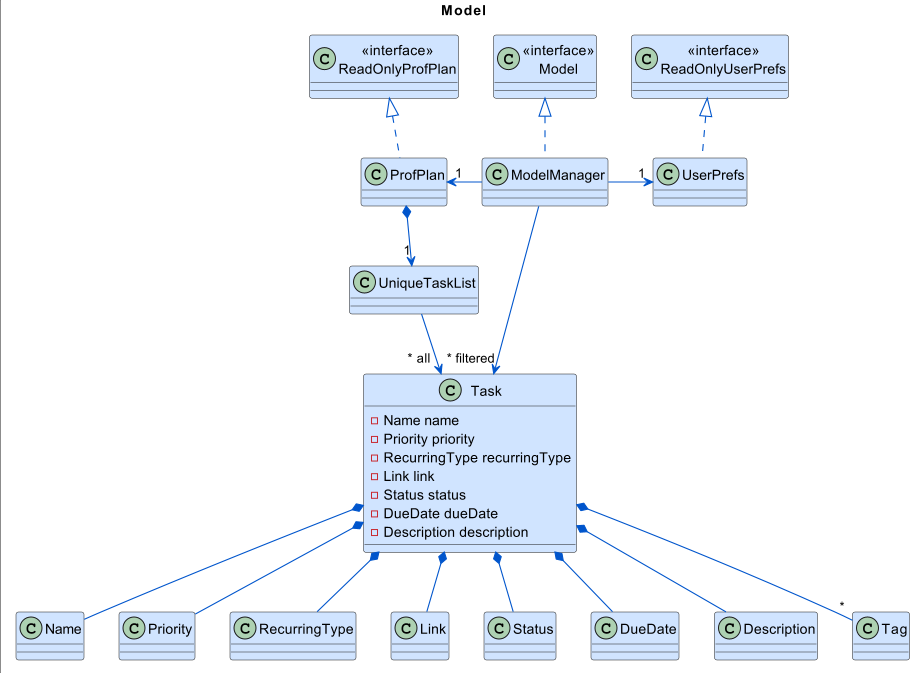 Model
C «interface»
ReadOnlyProfPlan
C «interface»
Model
C «interface»
ReadOnlyUserPrefs
C ProfPlan
1
C ModelManager
1
C UserPrefs
1
C UniqueTaskList
* all
* filtered
C Task
Name name
Priority priority
RecurringType recurringType
Link link
Status status
DueDate dueDate
Description description
*
C Name
C Priority
C RecurringType
C Link
C Status
C DueDate
C Description
C Tag